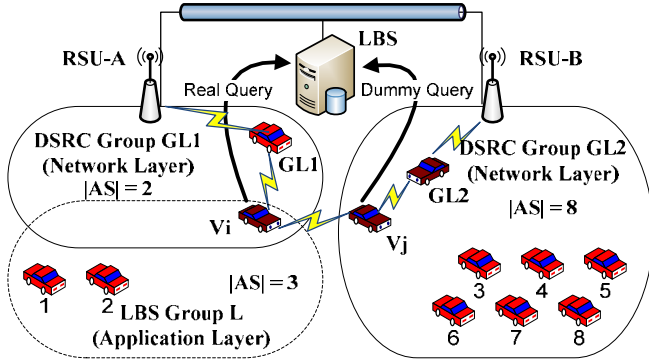 LBS
RSU-A
RSU-B
Real Query
Dummy Query
DSRC Group GL1
(Network Layer)
|AS| = 2
GL1
DSRC Group GL2
(Network Layer)
|AS| = 8
GL2
Vi
Vj
|AS| = 3
1
2
LBS Group L
(Application Layer)
3
4
5
6
7
8